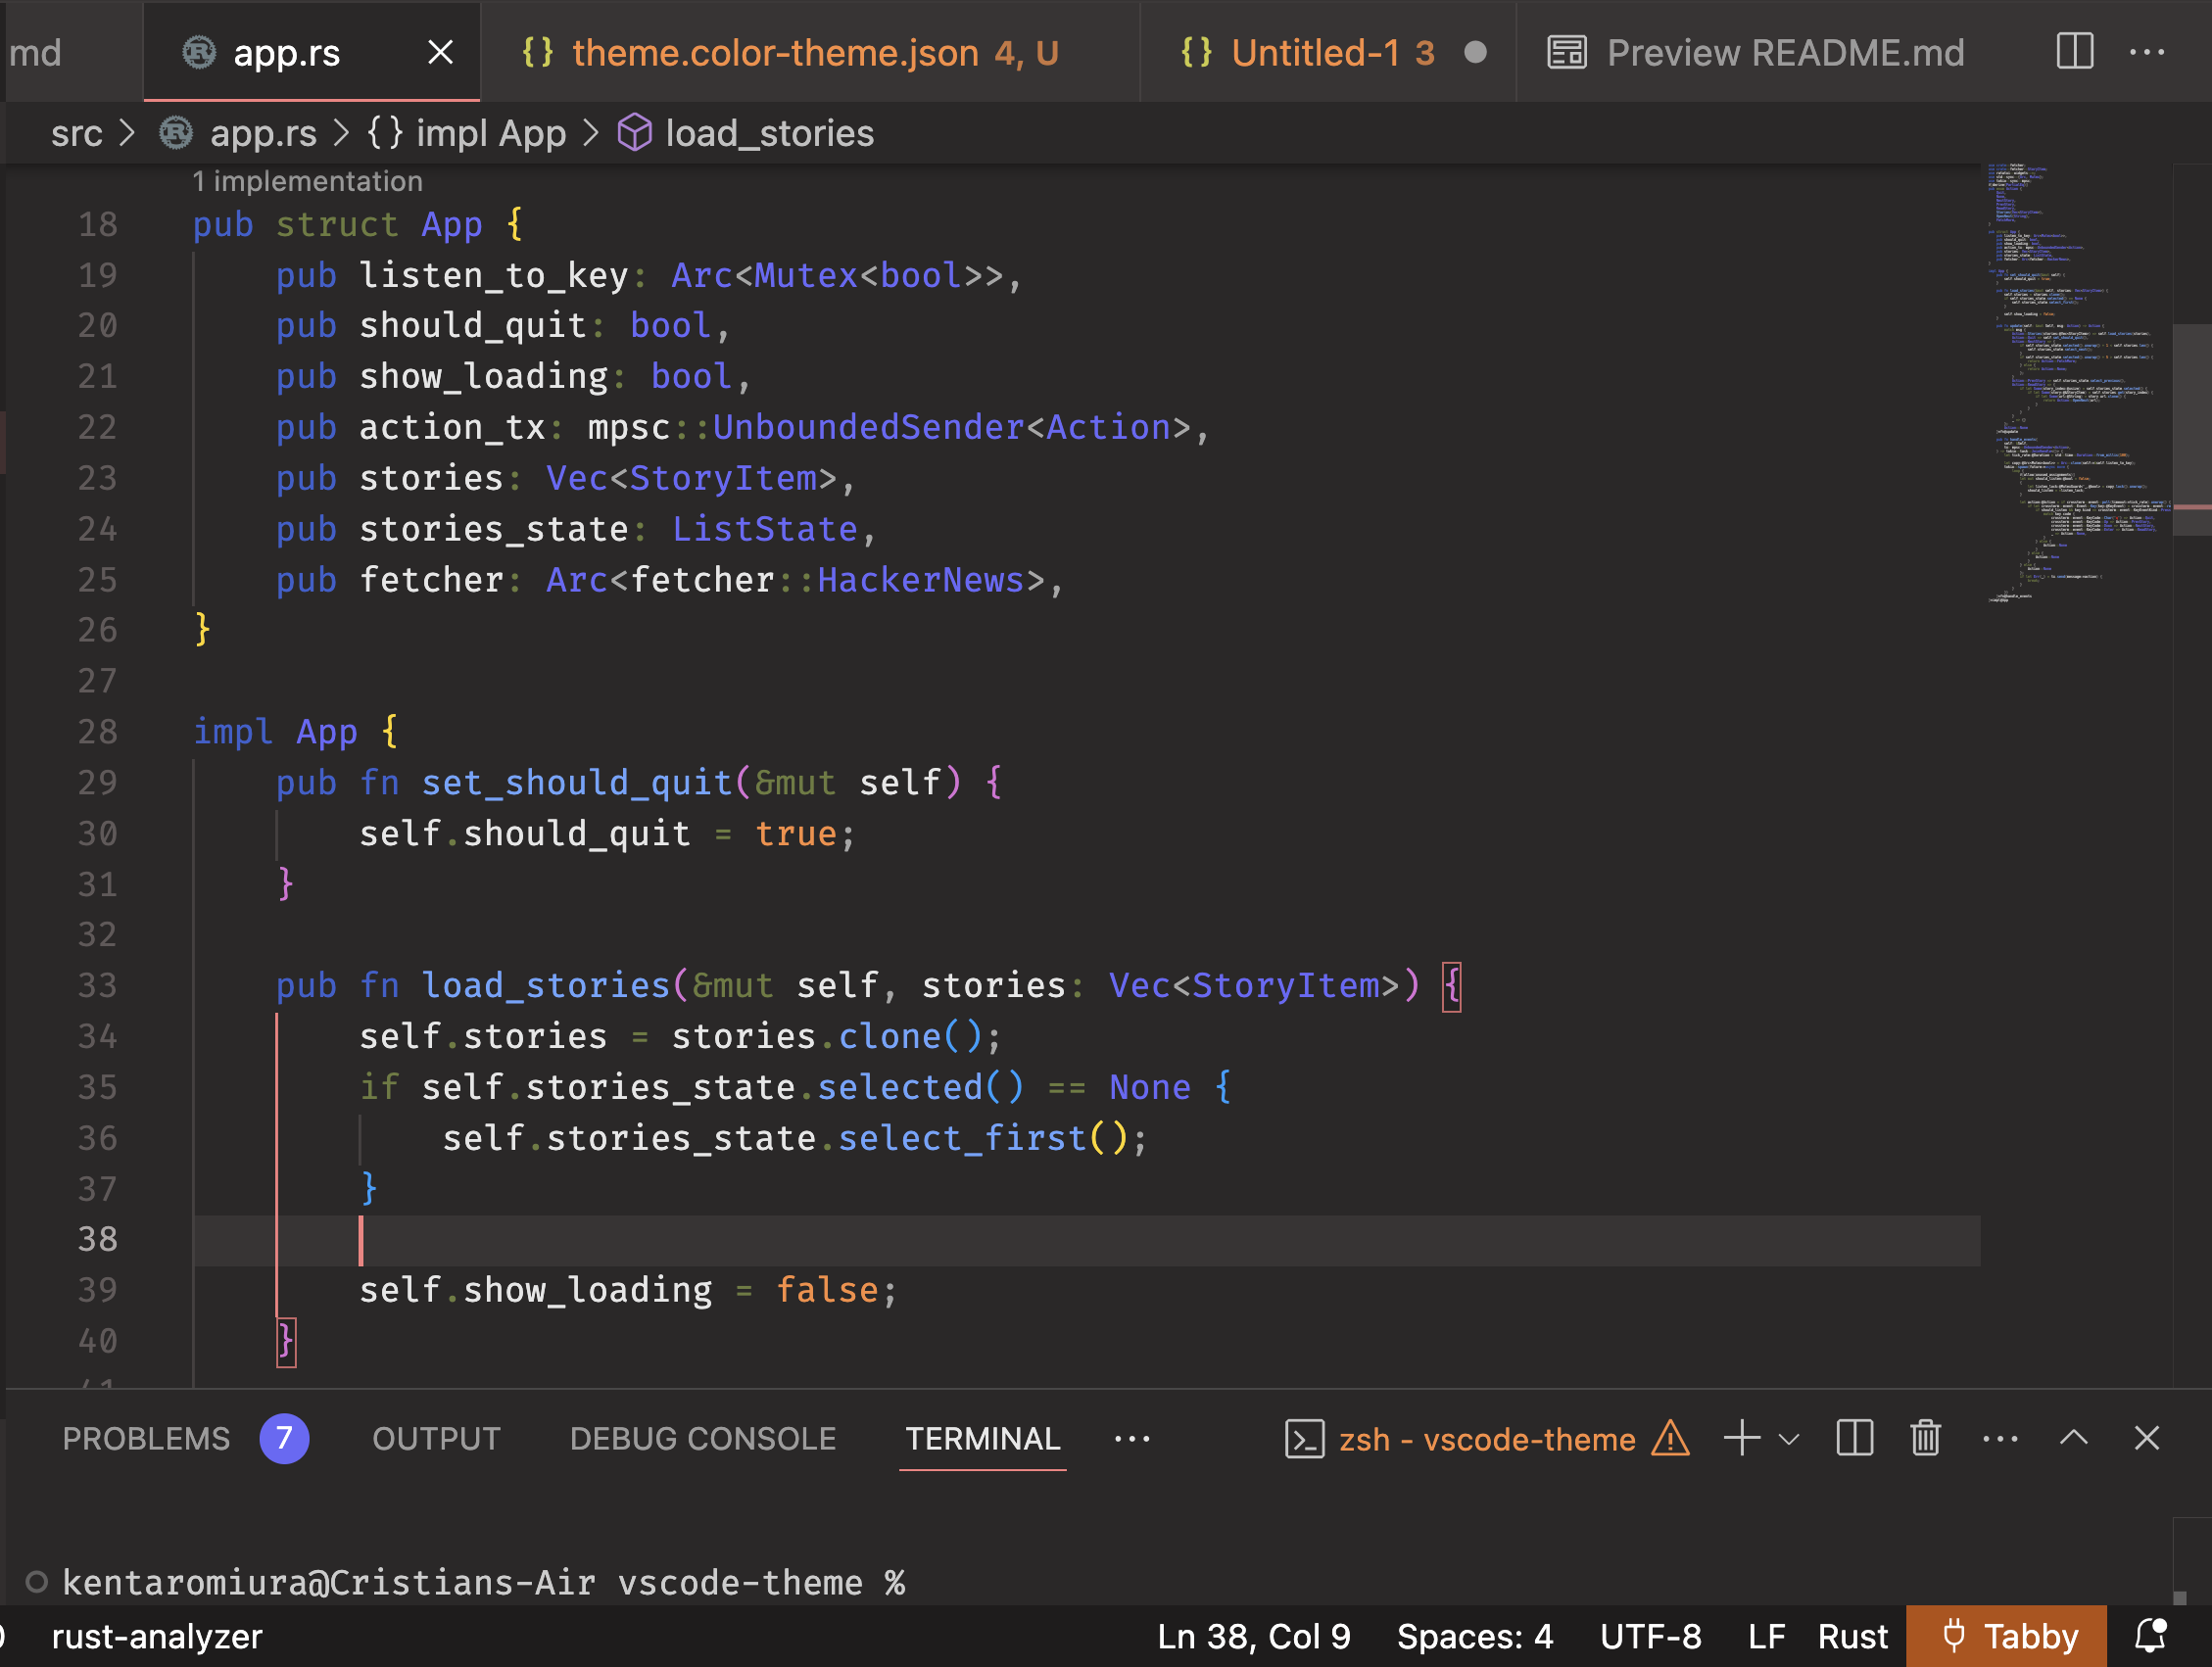 md
app.rs
{} theme.color-theme.json 4, U
{} Untitled-1 3
Preview README.md
src > app.rs > {} impl App > load_stories
1 implementation
18 pub struct App {
19     pub listen_to_key: Arc<Mutex<bool>>,
20     pub should_quit: bool,
21     pub show_loading: bool,
22     pub action_tx: mpsc::UnboundedSender<Action>,
23     pub stories: Vec<StoryItem>,
24     pub stories_state: ListState,
25     pub fetcher: Arc<fetcher::HackerNews>,
26 }
27
28 impl App {
29     pub fn set_should_quit(&mut self) {
30         self.should_quit = true;
31     }
32
33     pub fn load_stories(&mut self, stories: Vec<StoryItem>) {
34         self.stories = stories.clone();
35         if self.stories_state.selected() == None {
36             self.stories_state.select_first();
37         }
38
39         self.show_loading = false;
40     }
41
PROBLEMS 7 OUTPUT DEBUG CONSOLE TERMINAL ... zsh - vscode-theme
kentaromiura@Cristians-Air vscode-theme %
rust-analyzer Ln 38, Col 9 Spaces: 4 UTF-8 LF Rust Tabby